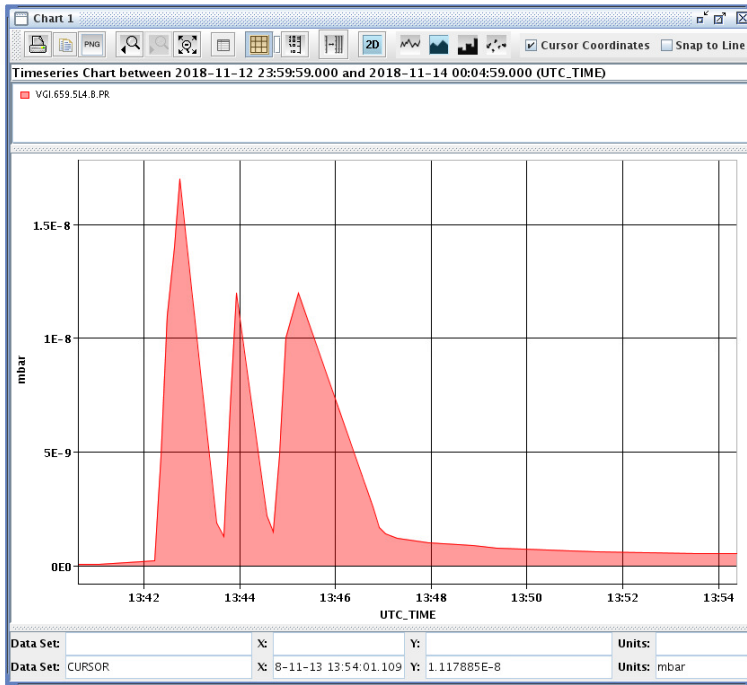 Chart 1
PNG 2D Cursor Coordinates Snap to Line
Timeseries Chart between 2018-11-12 23:59:59.000 and 2018-11-14 00:04:59.000 (UTC_TIME)
VGI.659.5L4.B.PR
1.5E-8
1E-8
5E-9
0E0
mbar
13:42 13:44 13:46 13:48 13:50 13:52 13:54
UTC_TIME
Data Set: X: Y: Units:
Data Set: CURSOR X: 8-11-13 13:54:01.109 Y: 1.117885E-8 Units: mbar